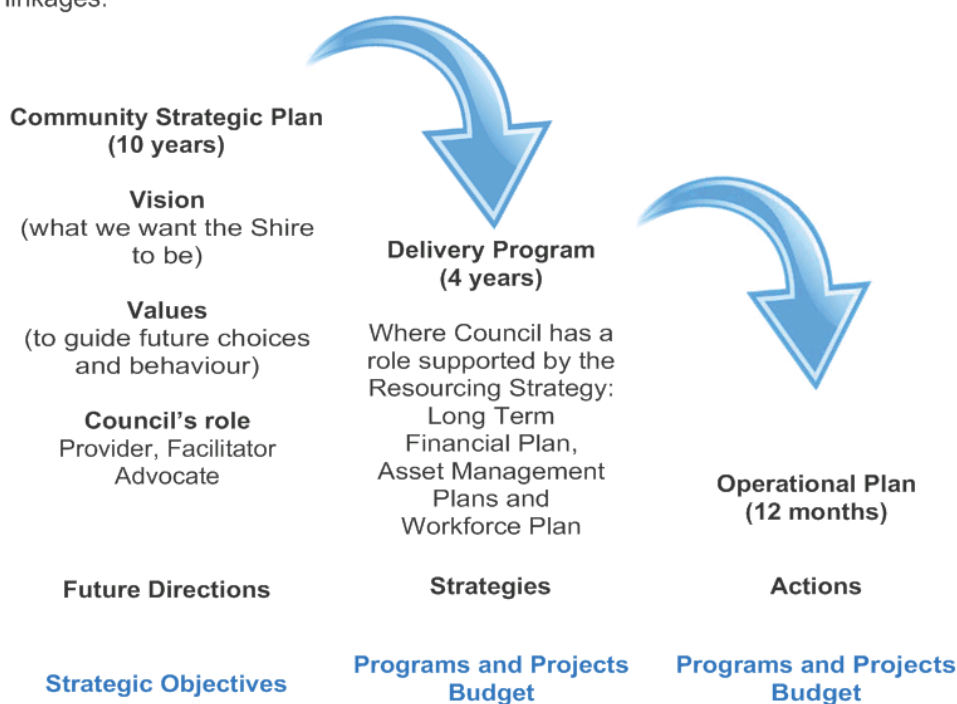 linkages:
Community Strategic Plan
(10 years)
Vision
(what we want the Shire
to be)
Values
(to guide future choices
and behaviour)
Council's role
Provider, Facilitator
Advocate
Future Directions
Strategic Objectives
Delivery Program
(4 years)
Where Council has a
role supported by the
Resourcing Strategy:
Long Term
Financial Plan,
Asset Management
Plans and
Workforce Plan
Strategies
Programs and Projects
Budget
Operational Plan
(12 months)
Actions
Programs and Projects
Budget